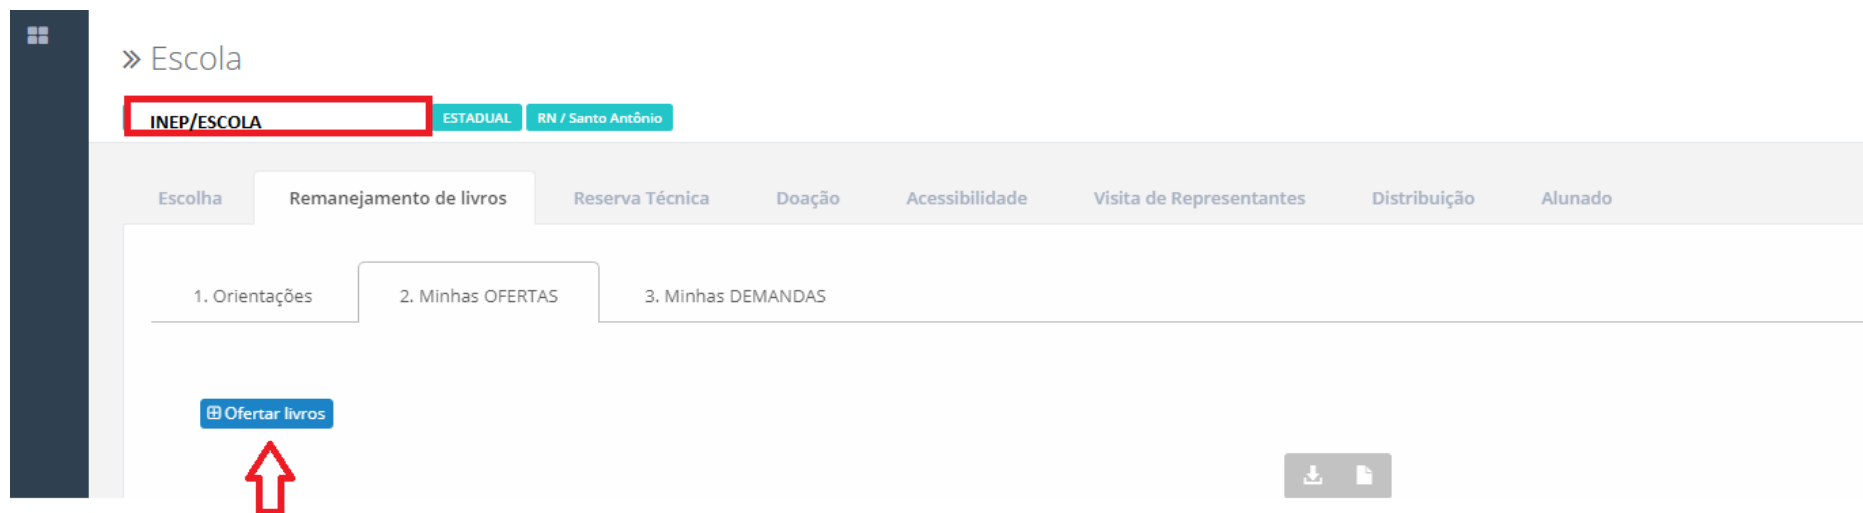 » Escola
INEP/ESCOLA ESTADUAL RN / Santo Antônio
Escolha Remanejamento de livros Reserva Técnica Doação Acessibilidade Visita de Representantes Distribuição Alunado
1. Orientações 2. Minhas OFERTAS 3. Minhas DEMANDAS
Ofertar livros